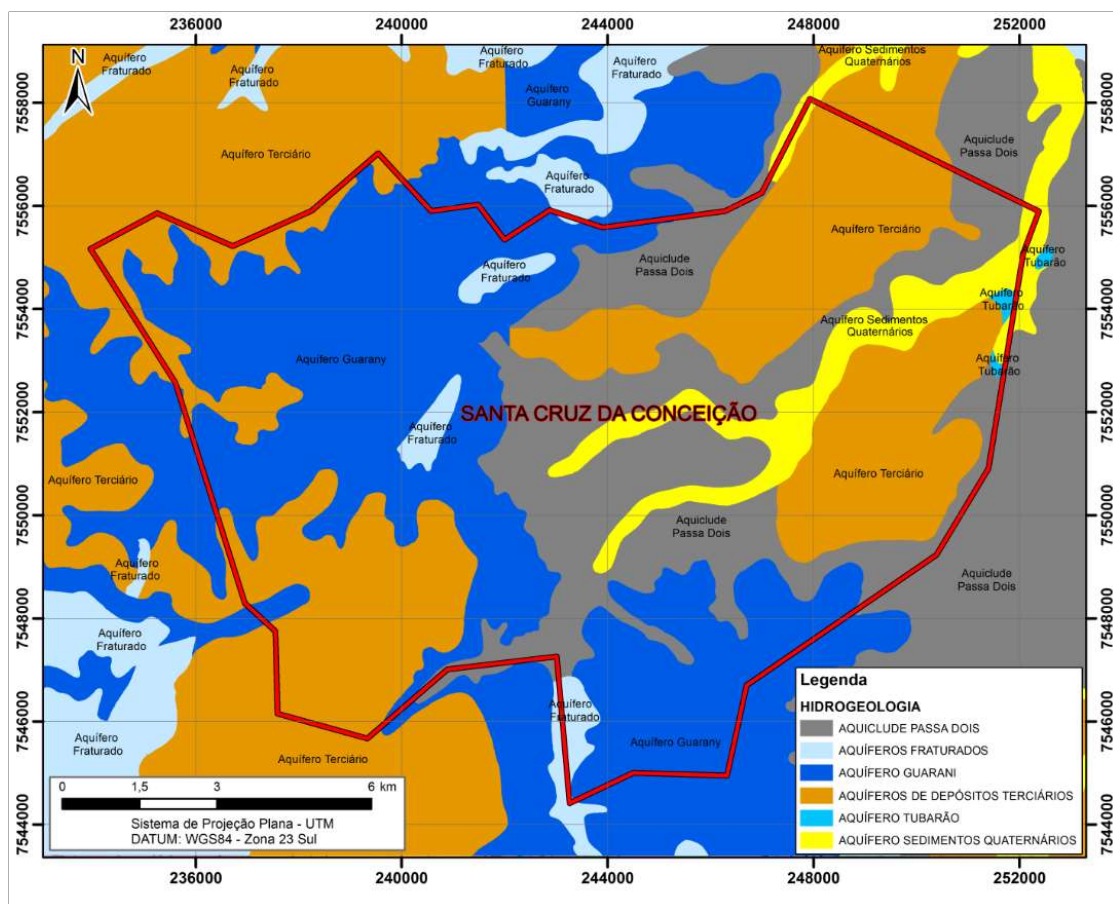 236000
240000
244000
248000
252000
N
Aquífero
Fraturado
Aquífero
Fraturado
Aquífero
Fraturado
Aquífero
Fraturado
Aquífero Sedimentos
Quaternários
Aquífero
Guarany
Aquiclude
Passa Dois
Aquífero Terciário
Aquífero
Fraturado
Aquífero Terciário
Aquiclude
Passa Dois
Aquífero
Fraturado
Aquífero
Tubarão
Aquífero
Tubarão
Aquífero Sedimentos
Quaternários
Aquífero Guarany
Aquífero
Tubarão
SANTA CRUZ DA CONCEIÇÃO
Aquífero
Fraturado
Aquífero Terciário
Aquífero Terciário
Aquiclude
Passa Dois
Aquífero
Fraturado
Aquiclude
Passa Dois
Aquífero
Fraturado
Aquífero
Fraturado
Aquífero
Fraturado
Aquífero Guarany
Aquífero Terciário
7558000
7556000
7554000
7552000
7550000
7548000
7546000
7544000
7558000
7556000
7554000
7552000
7550000
7548000
7546000
7544000
0 1,5 3 6 km
Sistema de Projeção Plana - UTM
DATUM: WGS84 - Zona 23 Sul
Legenda
HIDROGEOLOGIA
AQUICLUDE PASSA DOIS
AQUÍFEROS FRATURADOS
AQUÍFERO GUARANI
AQUÍFEROS DE DEPÓSITOS TERCIÁRIOS
AQUÍFERO TUBARÃO
AQUÍFERO SEDIMENTOS QUATERNÁRIOS
236000
240000
244000
248000
252000